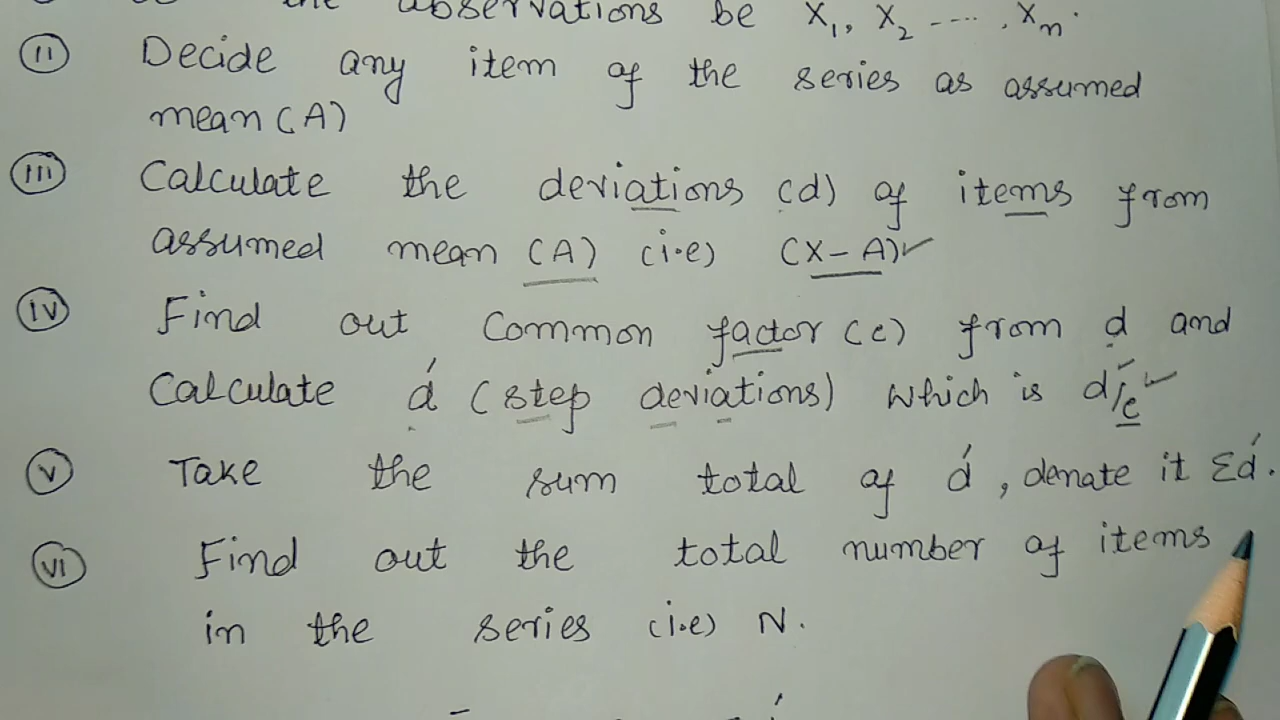 the observations be X₁, X₂ ----, Xₙ.
(ii) Decide any item of the series as assumed
mean (A)
(iii) Calculate the deviations (d) of items from
assumed mean (A) (i.e) (X – A)✓
(iv) Find out Common factor (c) from d and
Calculate d́ (step deviations) which is d/c ✓
(v) Take the sum total of d́, denate it Σd́.
(vi) Find out the total number of items
in the series (i.e) N.